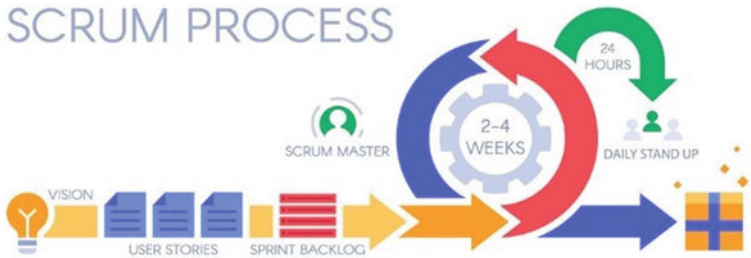 SCRUM PROCESS
24
HOURS
2–4
WEEKS
SCRUM MASTER
DAILY STAND UP
VISION
USER STORIES
SPRINT BACKLOG